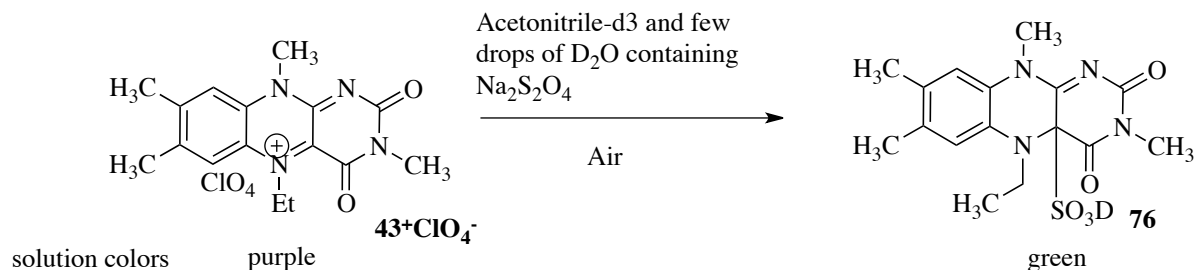 Acetonitrile-d3 and few
drops of D2O containing
Na2S2O4
Air
CH3
H3C
N
N
O
H3C
N
+
N
CH3
ClO4
Et
O
43+ClO4-
CH3
H3C
N
N
O
H3C
N
N
CH3
H3C
O
SO3D
76
solution colors
purple
green